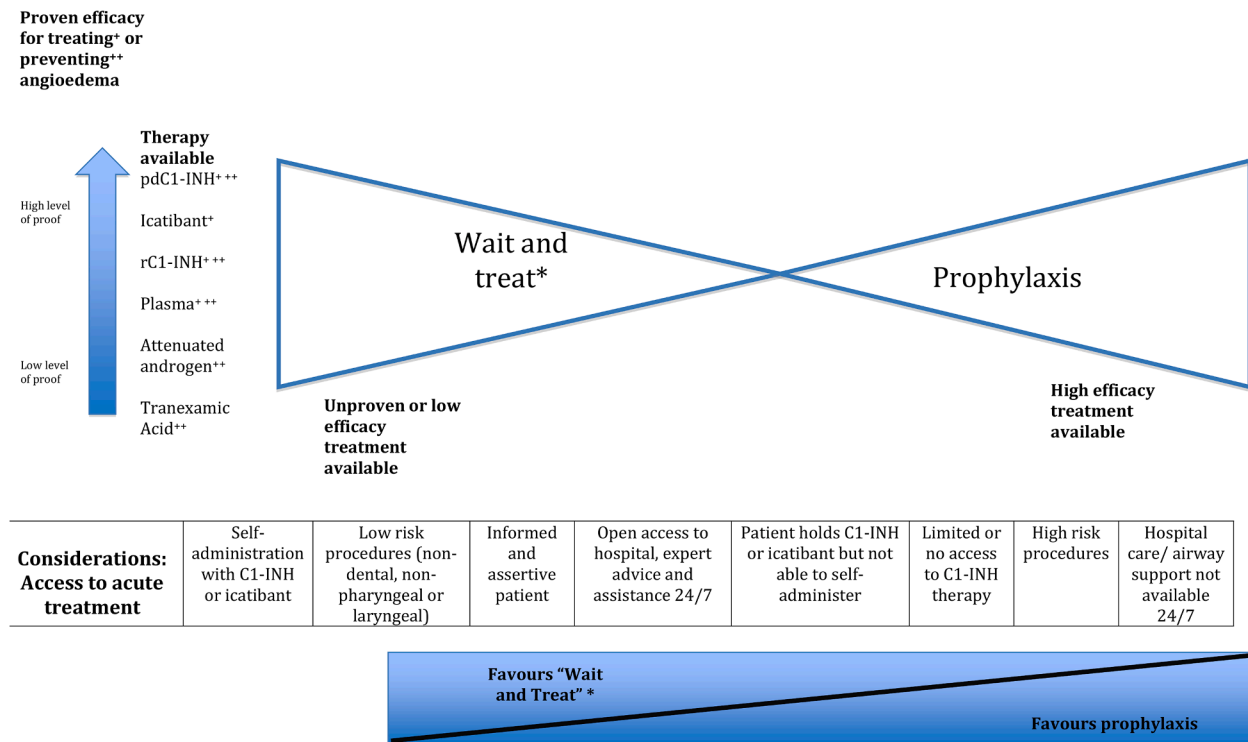 Proven efficacy
for treating⁺ or
preventing⁺⁺
angioedema
Therapy
available
pdC1-INH⁺ ⁺⁺
High level
of proof
Icatibant⁺
rC1-INH⁺ ⁺⁺
Plasma⁺ ⁺⁺
Attenuated
androgen⁺⁺
Low level
of proof
Tranexamic
Acid⁺⁺
Wait and
treat*
Prophylaxis
Unproven or low
efficacy
treatment
available
High efficacy
treatment
available
Considerations:
Access to acute
treatment
Self-
administration
with C1-INH
or icatibant
Low risk
procedures (non-
dental, non-
pharyngeal or
laryngeal)
Informed
and
assertive
patient
Open access to
hospital, expert
advice and
assistance 24/7
Patient holds C1-INH
or icatibant but not
able to self-
administer
Limited or
no access
to C1-INH
therapy
High risk
procedures
Hospital
care/ airway
support not
available
24/7
Favours “Wait
and Treat” *
Favours prophylaxis